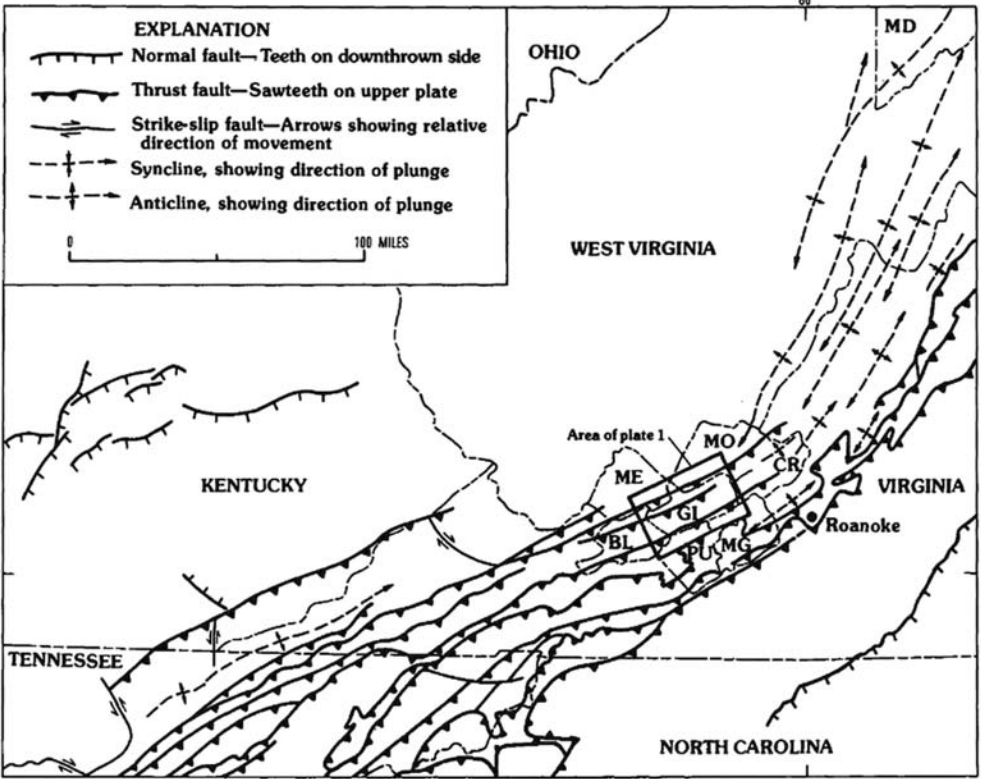 EXPLANATION
Normal fault—Teeth on downthrown side
Thrust fault—Sawteeth on upper plate
Strike-slip fault—Arrows showing relative
direction of movement
Syncline, showing direction of plunge
Anticline, showing direction of plunge
0 100 MILES
OHIO
MD
WEST VIRGINIA
Area of plate 1
MO
ME
CR
KENTUCKY
VIRGINIA
GI
Roanoke
BL
PU
MG
TENNESSEE
NORTH CAROLINA